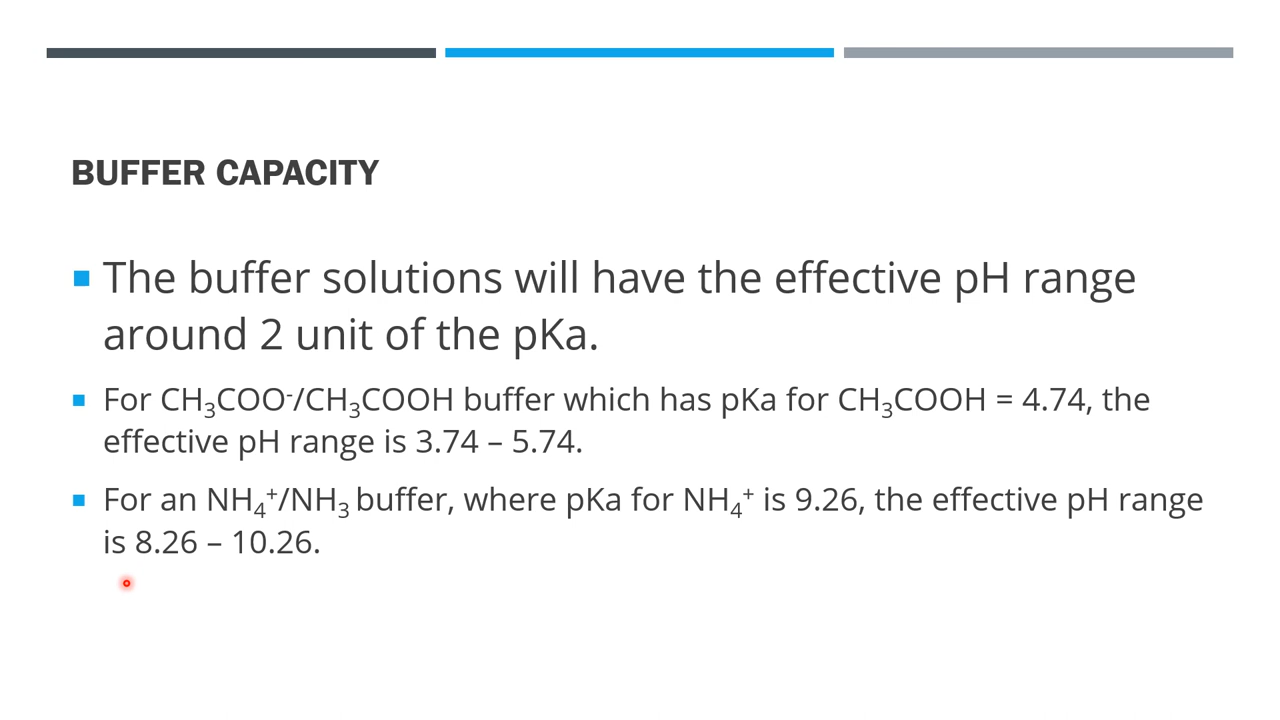 BUFFER CAPACITY
The buffer solutions will have the effective pH range
around 2 unit of the pKa.
For CH₃COO⁻/CH₃COOH buffer which has pKa for CH₃COOH = 4.74, the
effective pH range is 3.74 – 5.74.
For an NH₄⁺/NH₃ buffer, where pKa for NH₄⁺ is 9.26, the effective pH range
is 8.26 – 10.26.